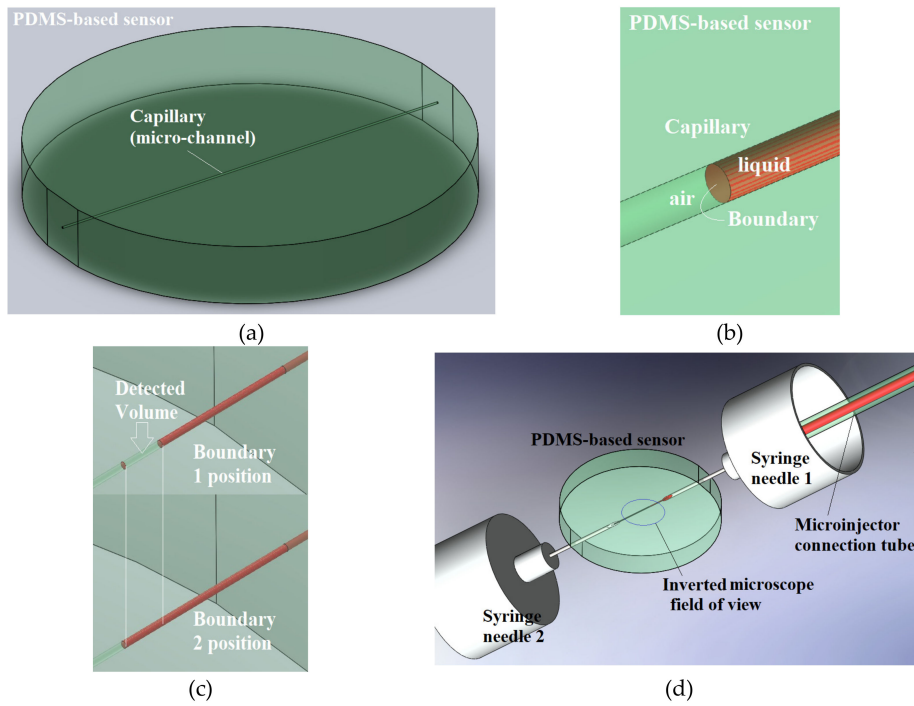 PDMS-based sensor
Capillary
(micro-channel)
(a)
PDMS-based sensor
Capillary
liquid
air
Boundary
(b)
Detected
Volume
Boundary
1 position
Boundary
2 position
(c)
PDMS-based sensor
Syringe
needle 1
Microinjector
connection tube
Inverted microscope
field of view
Syringe
needle 2
(d)